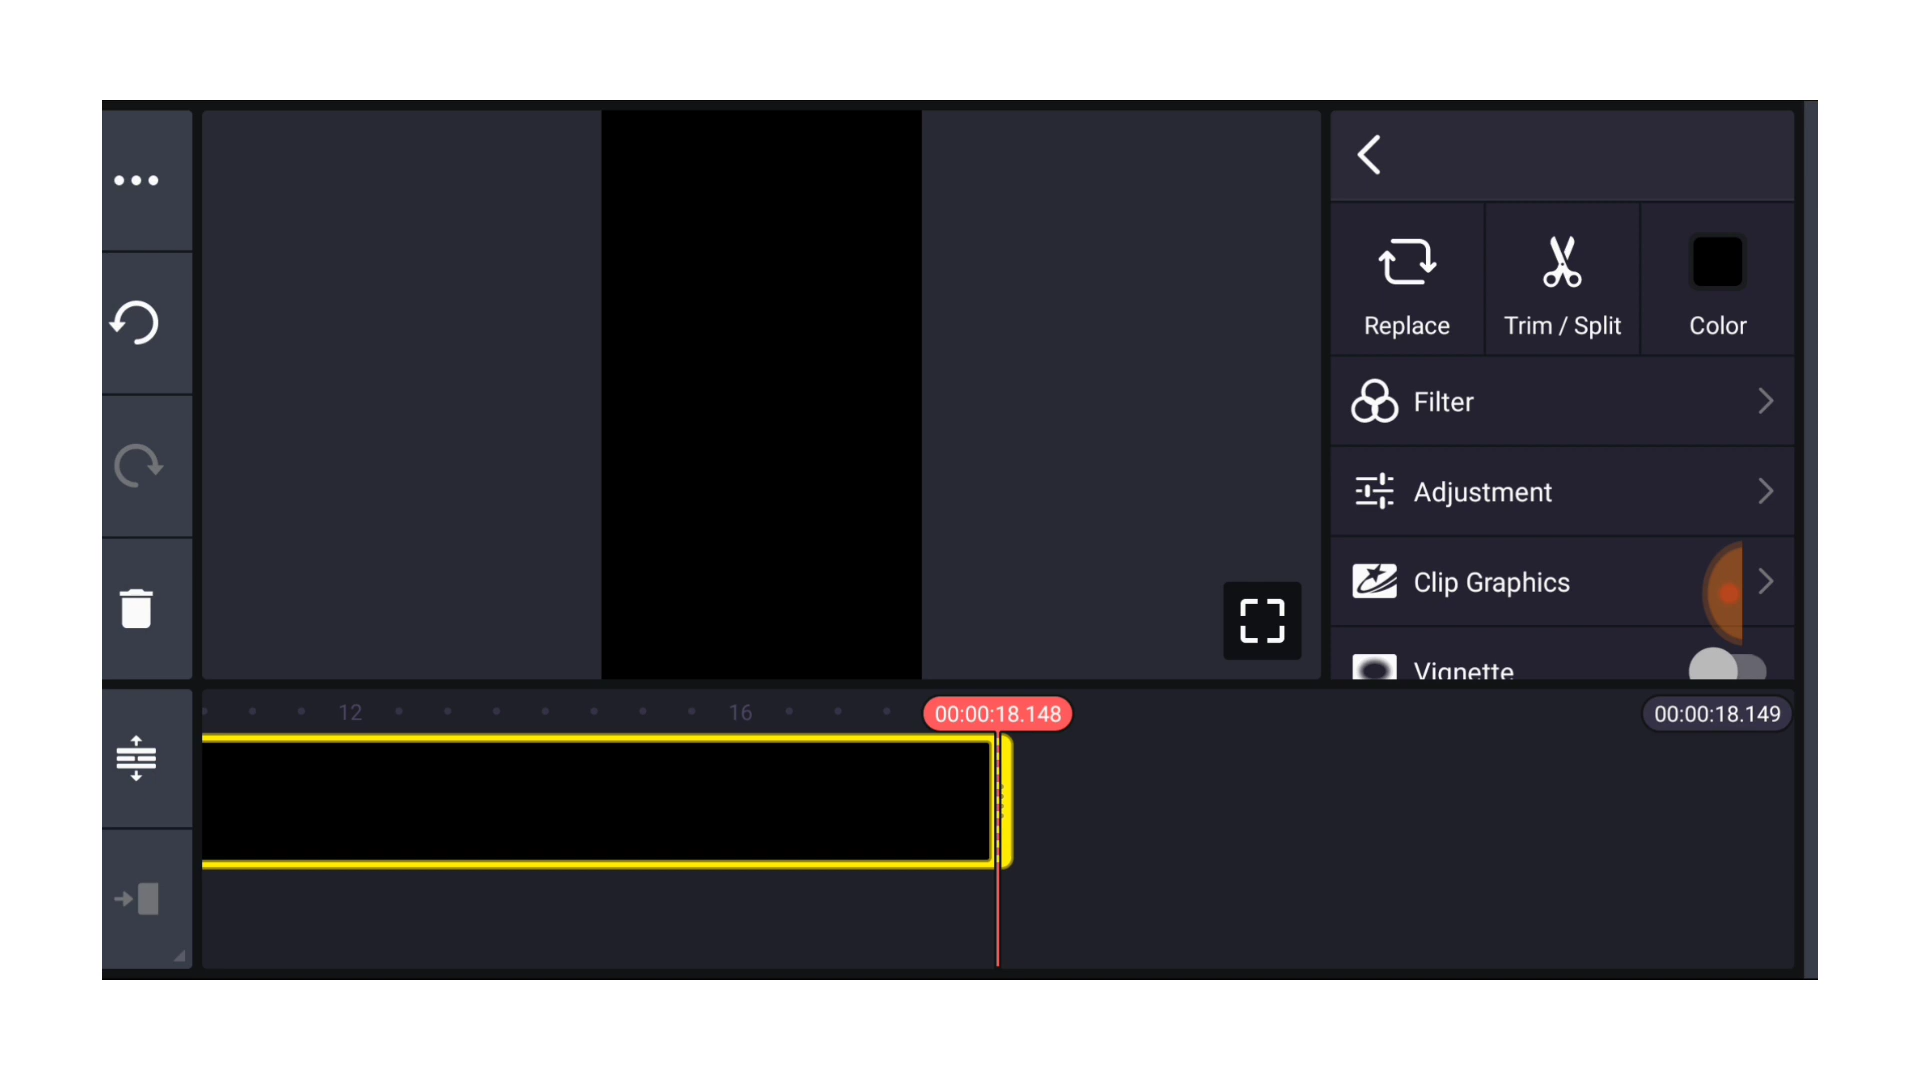 Replace
Trim / Split
Color
Filter
Adjustment
Clip Graphics
Vignette
12
16
00:00:18.148
00:00:18.149